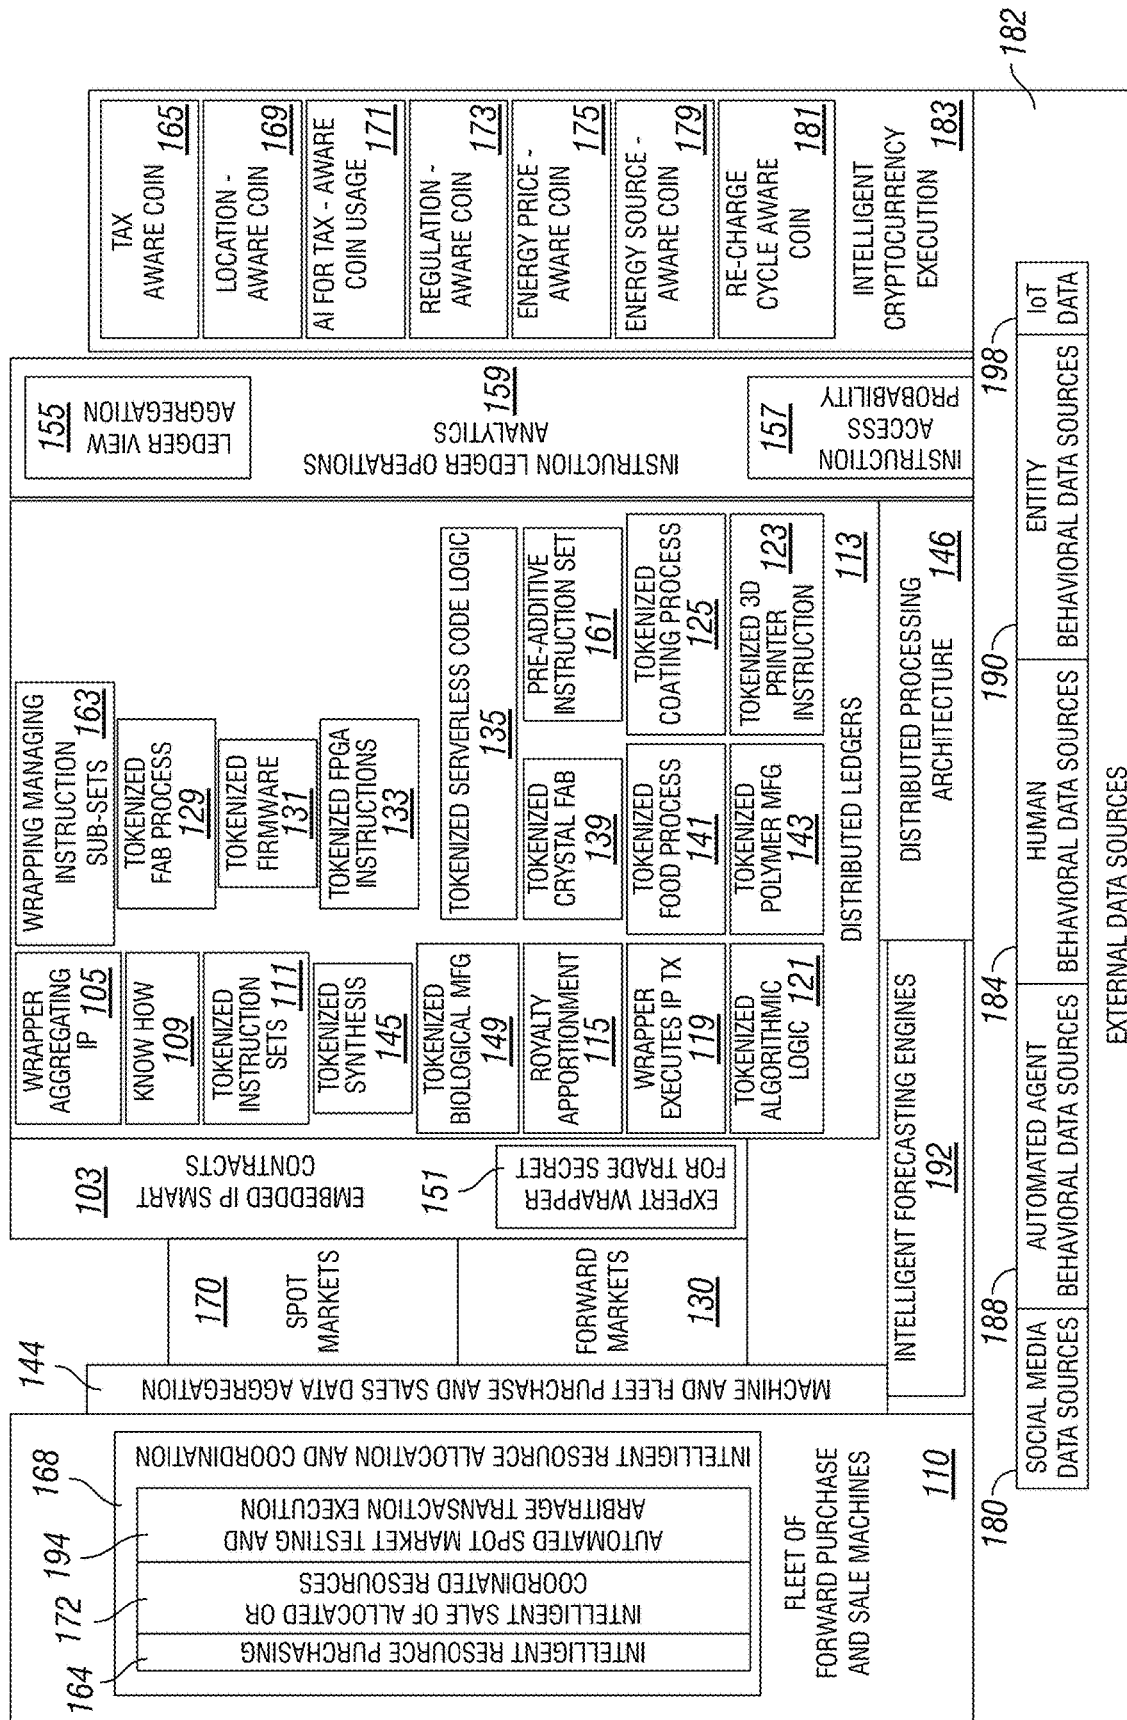 144
168
194
172
164
INTELLIGENT RESOURCE PURCHASING
INTELLIGENT SALE OF ALLOCATED OR
COORDINATED RESOURCES
AUTOMATED SPOT MARKET TESTING AND
ARBITRAGE TRANSACTION EXECUTION
INTELLIGENT RESOURCE ALLOCATION AND COORDINATION
FLEET OF
FORWARD PURCHASE
AND SALE MACHINES
110
MACHINE AND FLEET PURCHASE AND SALES DATA AGGREGATION
170
SPOT
MARKETS
FORWARD
MARKETS
130
103
EMBEDDED IP SMART
CONTRACTS
151
EXPERT WRAPPER
FOR TRADE SECRET
WRAPPER
AGGREGATING
IP 105
KNOW HOW
109
TOKENIZED
INSTRUCTION
SETS 111
TOKENIZED
SYNTHESIS
145
TOKENIZED
BIOLOGICAL MFG
149
ROYALTY
APPORTIONMENT
115
WRAPPER
EXECUTES IP TX
119
TOKENIZED
ALGORITHMIC
LOGIC 121
WRAPPING MANAGING
INSTRUCTION
SUB-SETS 163
TOKENIZED
FAB PROCESS
129
TOKENIZED
FIRMWARE
131
TOKENIZED FPGA
INSTRUCTIONS
133
TOKENIZED SERVERLESS CODE LOGIC
135
TOKENIZED
CRYSTAL FAB
139
PRE-ADDITIVE
INSTRUCTION SET
161
TOKENIZED
FOOD PROCESS
141
TOKENIZED
COATING PROCESS
125
TOKENIZED
POLYMER MFG
143
TOKENIZED 3D
PRINTER 123
INSTRUCTION
DISTRIBUTED LEDGERS
113
INTELLIGENT FORECASTING ENGINES
192
DISTRIBUTED PROCESSING
ARCHITECTURE 146
155
LEDGER VIEW
AGGREGATION
159
INSTRUCTION LEDGER OPERATIONS
ANALYTICS
157
INSTRUCTION
ACCESS
PROBABILITY
TAX
AWARE COIN 165
LOCATION -
AWARE COIN 169
AI FOR TAX - AWARE
COIN USAGE 171
REGULATION -
AWARE COIN 173
ENERGY PRICE -
AWARE COIN 175
ENERGY SOURCE -
AWARE COIN 179
RE-CHARGE
CYCLE AWARE
COIN 181
INTELLIGENT
CRYPTOCURRENCY
EXECUTION 183
180
188
184
190
198
182
SOCIAL MEDIA
DATA SOURCES
AUTOMATED AGENT
BEHAVIORAL DATA SOURCES
HUMAN
BEHAVIORAL DATA SOURCES
ENTITY
BEHAVIORAL DATA SOURCES
IoT
DATA
EXTERNAL DATA SOURCES